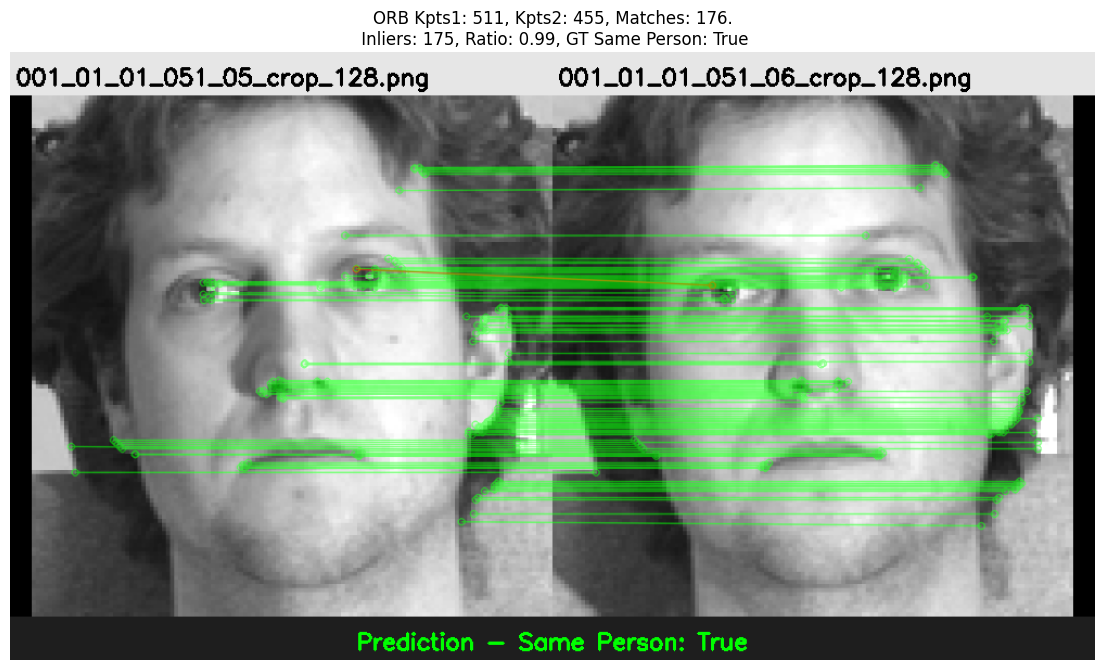 ORB Kpts1: 511, Kpts2: 455, Matches: 176.
Inliers: 175, Ratio: 0.99, GT Same Person: True
001_01_01_051_05_crop_128.png
001_01_01_051_06_crop_128.png
Prediction - Same Person: True